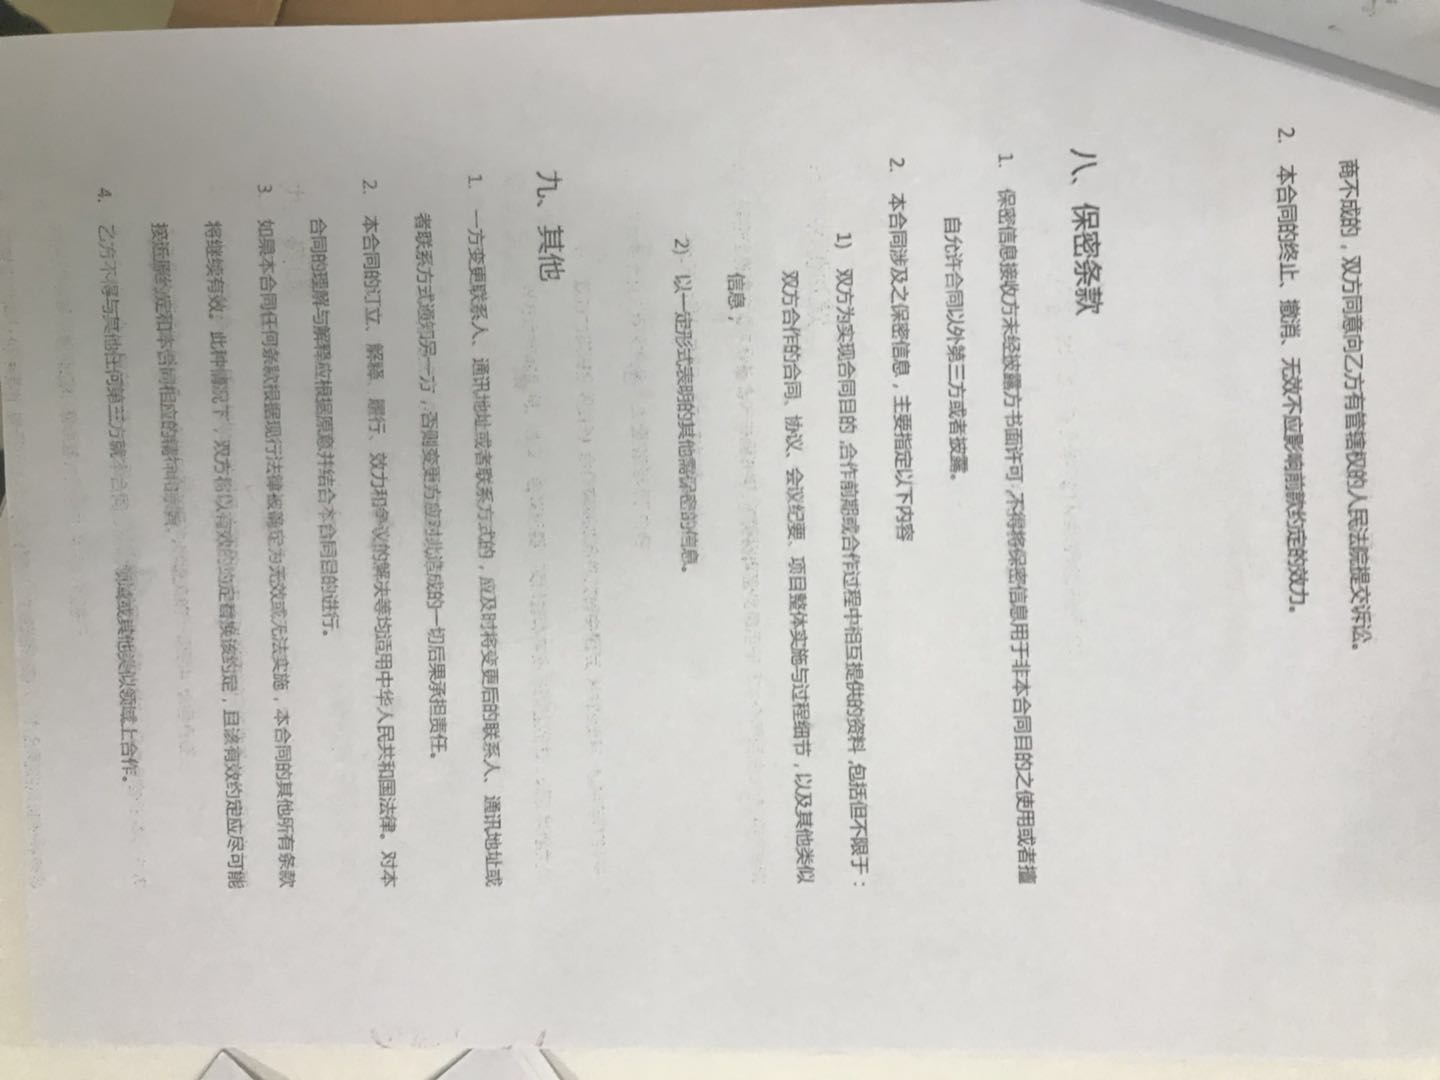 商不成的，双方同意向乙方有管辖权的人民法院提交诉讼。
2. 本合同的终止、撤消、无效不应影响前款约定的效力。
八、保密条款
1. 保密信息接收方未经披露方书面许可，不得将保密信息用于非本合同目的之使用或者擅
自允许合同以外第三方或者披露。
2. 本合同涉及之保密信息，主要指定以下内容
1) 双方为实现合同目的，合作前期或合作过程中相互提供的资料，包括但不限于：
双方合作的合同、协议、会议纪要、项目整体实施与过程细节，以及其他类似
信息；
2) 以一定形式表明的其他需保密的信息。
九、其他
1. 一方变更联系人、通讯地址或者联系方式的，应及时将变更后的联系人、通讯地址或
者联系方式通知另一方，否则变更方应对此造成的一切后果承担责任。
2. 本合同的订立、解释、履行、效力和争议的解决等均适用中华人民共和国法律。对本
合同的理解与解释应根据原意并结合本合同目的进行。
3. 如果本合同任何条款根据现行法律被确定为无效或无法实施，本合同的其他所有条款
将继续有效。此种情况下，双方将以有效的约定替换该约定，且该有效约定应尽可能
接近原约定和本合同相应的精神和宗旨。
4. 乙方不得与其他任何第三方就本合同 领域或其他类似领域上合作。